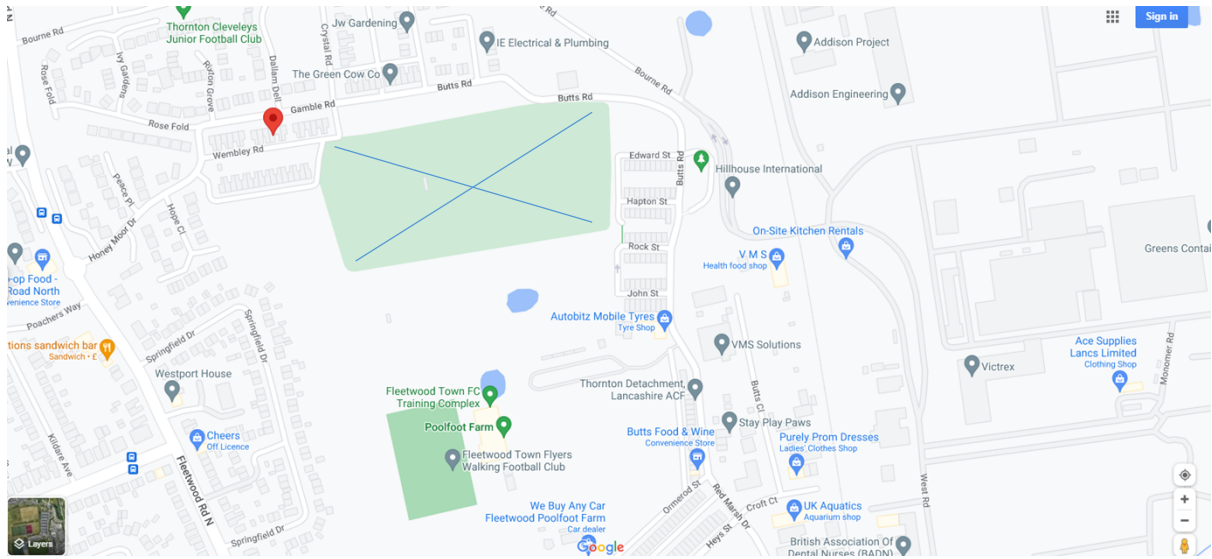 Bourne Rd
Thornton Cleveleys
Junior Football Club
Jw Gardening
Crystal Rd
IE Electrical & Plumbing
Sign in
Addison Project
Ivy Gardens
Rixton Grove
Dallam Dell
The Green Cow Co
Butts Rd
Bourne Rd
Addison Engineering
Rose Fold
Gamble Rd
Butts Rd
Rose Fold
Wembley Rd
Edward St
Butts Rd
Hillhouse International
Peace Pl
Hope Ct
Hapton St
Honey Moor Dr
On-Site Kitchen Rentals
Rock St
V M S
Health food shop
Greens Contai
op Food -
Road North
venience Store
John St
Poachers Way
Springfield Dr
Springfield Dr
Autobitz Mobile Tyres
Tyre Shop
tions sandwich bar
Sandwich • £
VMS Solutions
Ace Supplies
Lancs Limited
Clothing Shop
Monomer Rd
Westport House
Victrex
Fleetwood Town FC
Training Complex
Thornton Detachment,
Lancashire ACF
Butts Cl
Poolfoot Farm
Stay Play Paws
Cheers
Off Licence
Butts Food & Wine
Convenience Store
Purely Prom Dresses
Ladies' Clothes Shop
Kildare Ave
Fleetwood Town Flyers
Walking Football Club
Fleetwood Rd N
West Rd
Ormerod St
Red Marsh Dr
Croft Ct
We Buy Any Car
Fleetwood Poolfoot Farm
Car dealer
UK Aquatics
Aquarium shop
Springfield Dr
Heys St
Layers
Google
British Association Of
Dental Nurses (BADN)